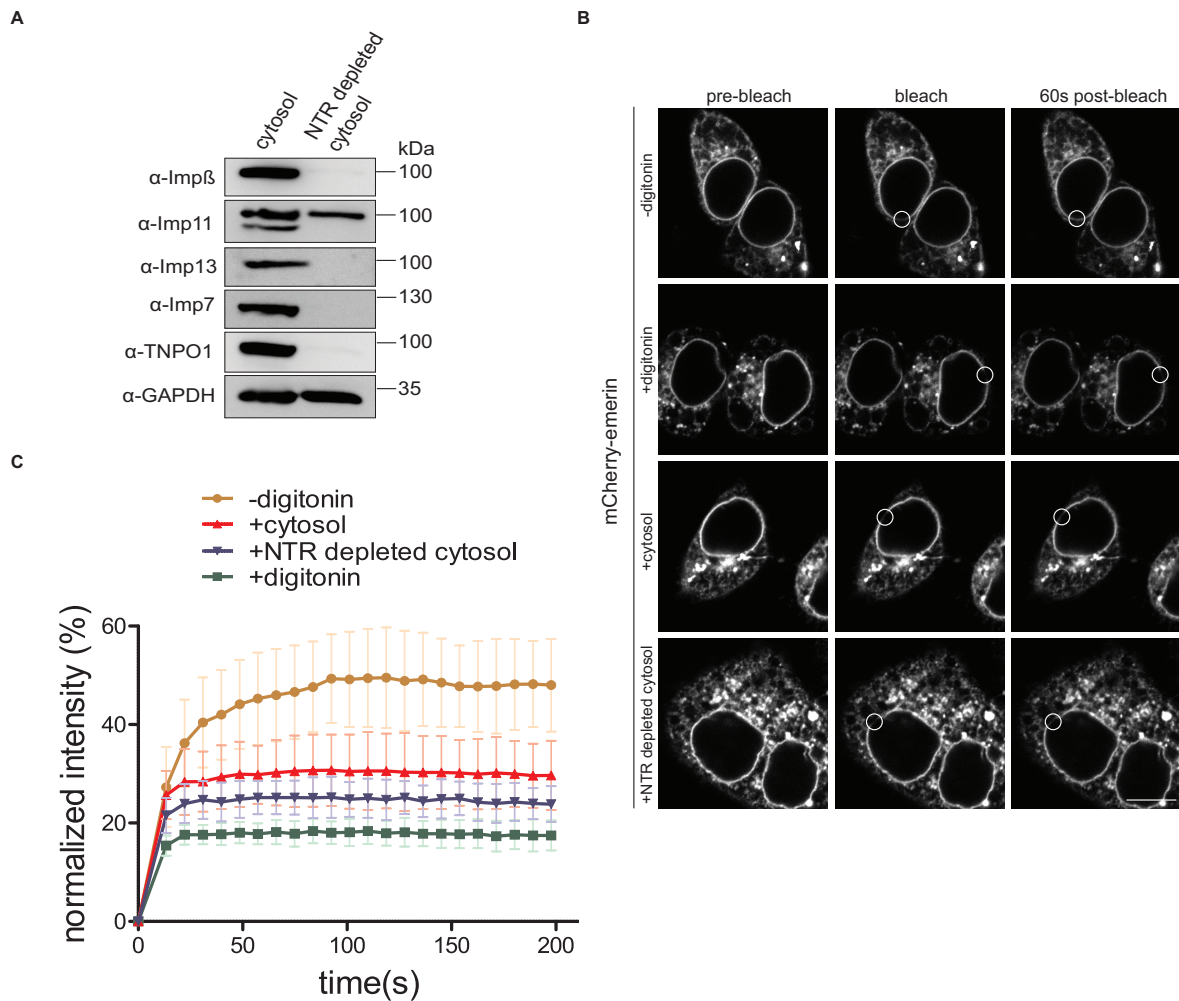 A
cytosol
NTR depleted
cytosol
kDa
α-Impß
100
α-Imp11
100
α-Imp13
100
α-Imp7
130
α-TNPO1
100
α-GAPDH
35
B
pre-bleach
bleach
60s post-bleach
mCherry-emerin
-digitonin
+digitonin
+cytosol
+NTR depleted cytosol
C
-digitonin
+cytosol
+NTR depleted cytosol
+digitonin
normalized intensity (%)
60
40
20
0
0
50
100
150
200
time(s)